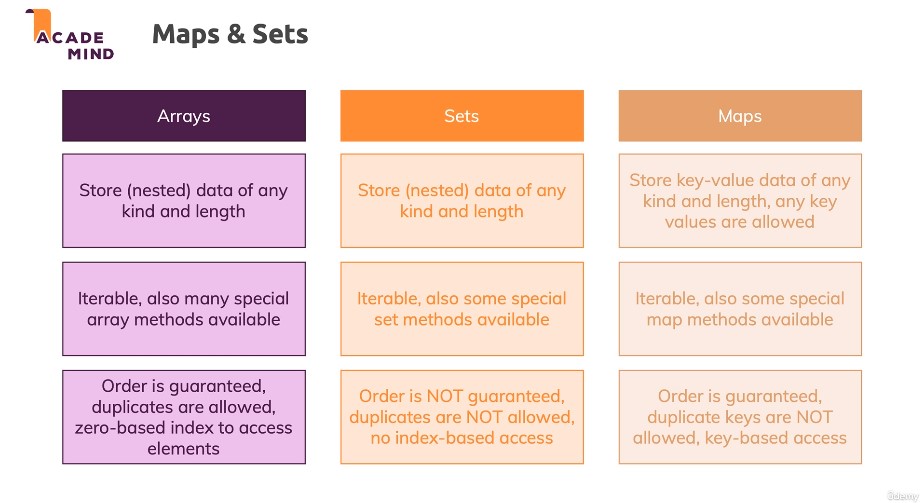 ACADE
MIND
Maps & Sets
Arrays
Sets
Maps
Store (nested) data of any
kind and length
Store (nested) data of any
kind and length
Store key-value data of any
kind and length, any key
values are allowed
Iterable, also many special
array methods available
Iterable, also some special
set methods available
Iterable, also some special
map methods available
Order is guaranteed,
duplicates are allowed,
zero-based index to access
elements
Order is NOT guaranteed,
duplicates are NOT allowed,
no index-based access
Order is guaranteed,
duplicate keys are NOT
allowed, key-based access
Udemy